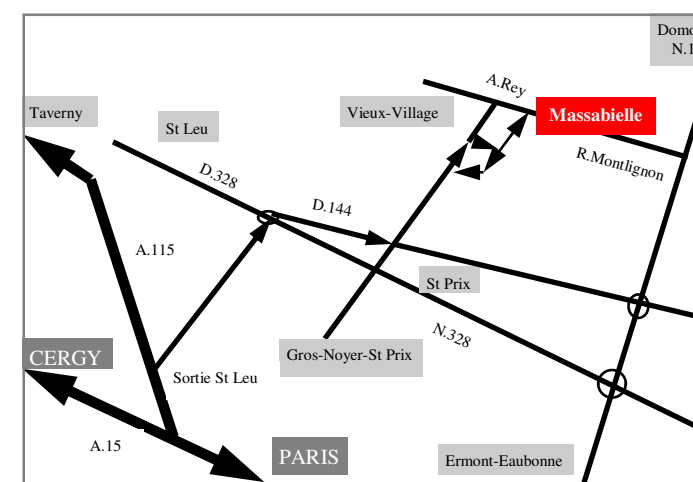 Domo
N.1
A.Rey
Taverny
Vieux-Village
Massabielle
St Leu
R.Montlignon
D.328
D.144
A.115
St Prix
N.328
CERGY
Gros-Noyer-St Prix
Sortie St Leu
A.15
PARIS
Ermont-Eaubonne